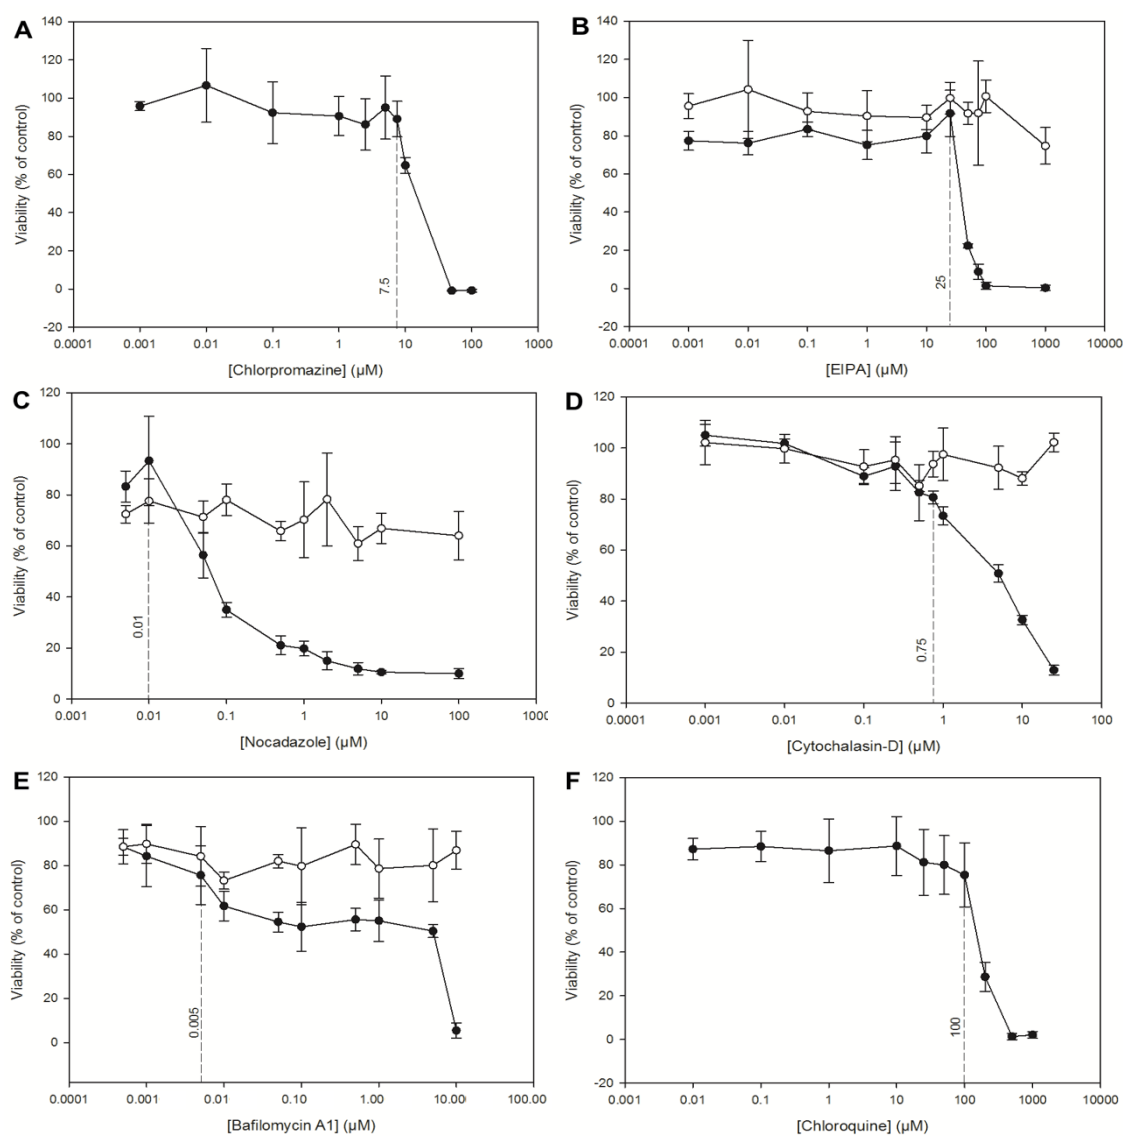 A
140
120
100
80
60
40
20
0
-20
Viability (% of control)
7.5
0.0001 0.001 0.01 0.1 1 10 100 1000
[Chlorpromazine] (µM)
B
140
120
100
80
60
40
20
0
-20
Viability (% of control)
25
0.0001 0.001 0.01 0.1 1 10 100 1000 10000
[EIPA] (µM)
C
120
100
80
60
40
20
0
Viability (% of control)
0.01
0.001 0.01 0.1 1 10 100
[Nocadazole] (µM)
D
120
100
80
60
40
20
0
Viability (% of control)
0.75
0.0001 0.001 0.01 0.1 1 10 100
[Cytochalasin-D] (µM)
E
120
100
80
60
40
20
0
Viability (% of control)
0.005
0.0001 0.001 0.01 0.10 1.00 10.00 00.00
[Bafilomycin A1] (µM)
F
120
100
80
60
40
20
0
-20
Viability (% of control)
100
0.001 0.01 0.1 1 10 100 1000 10000
[Chloroquine] (µM)